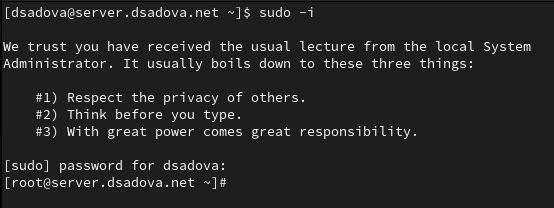 [dsadova@server.dsadova.net ~]$ sudo -i
We trust you have received the usual lecture from the local System
Administrator. It usually boils down to these three things:
#1) Respect the privacy of others.
#2) Think before you type.
#3) With great power comes great responsibility.
[sudo] password for dsadova:
[root@server.dsadova.net ~]#